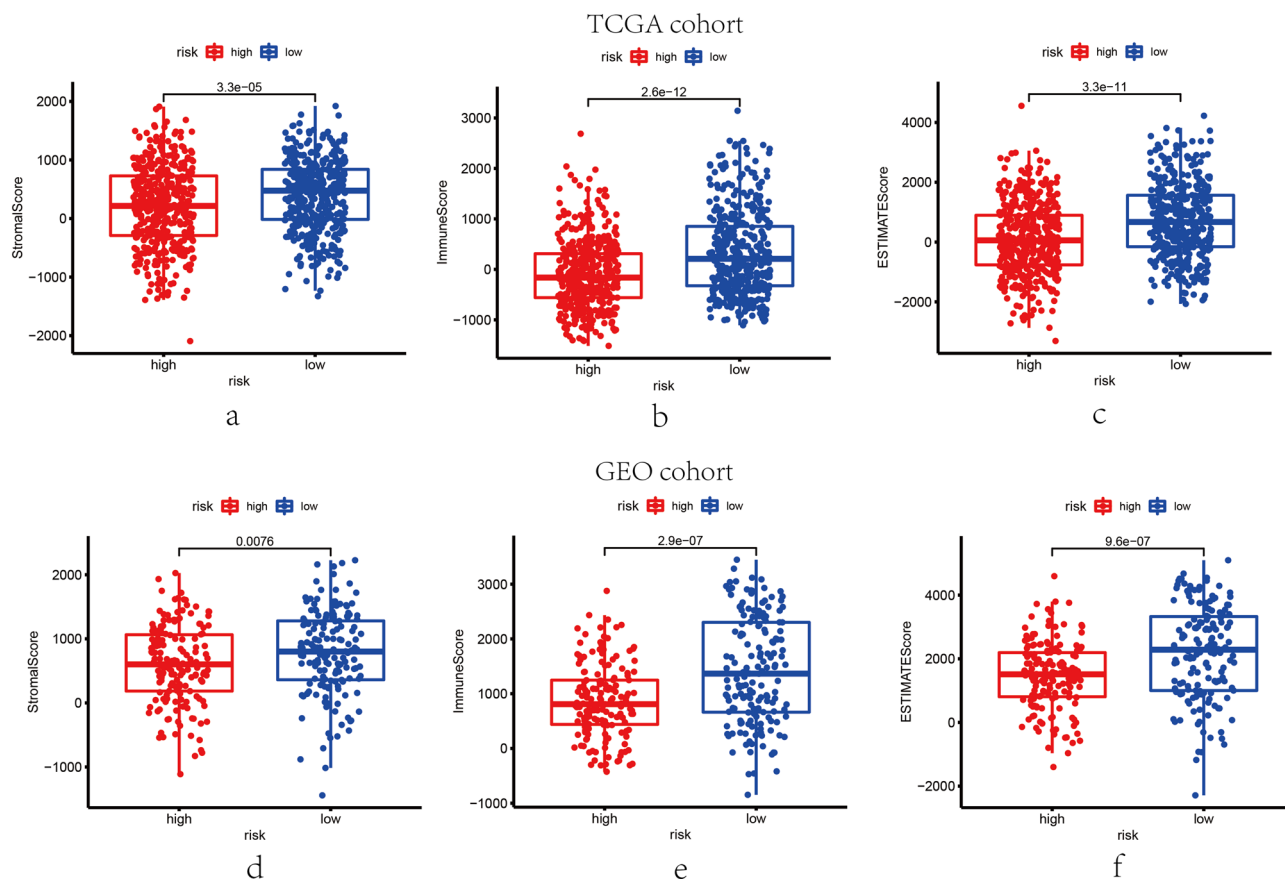 TCGA cohort
risk high low
3.3e−05
StromalScore
2000
1000
0
−1000
−2000
high low
risk
a
risk high low
2.6e−12
ImmuneScore
3000
2000
1000
0
−1000
high low
risk
b
risk high low
3.3e−11
ESTIMATEScore
4000
2000
0
−2000
high low
risk
c
GEO cohort
risk high low
0.0076
StromalScore
2000
1000
0
−1000
high low
risk
d
risk high low
2.9e−07
ImmuneScore
3000
2000
1000
0
−1000
high low
risk
e
risk high low
9.6e−07
ESTIMATEScore
4000
2000
0
−2000
high low
risk
f